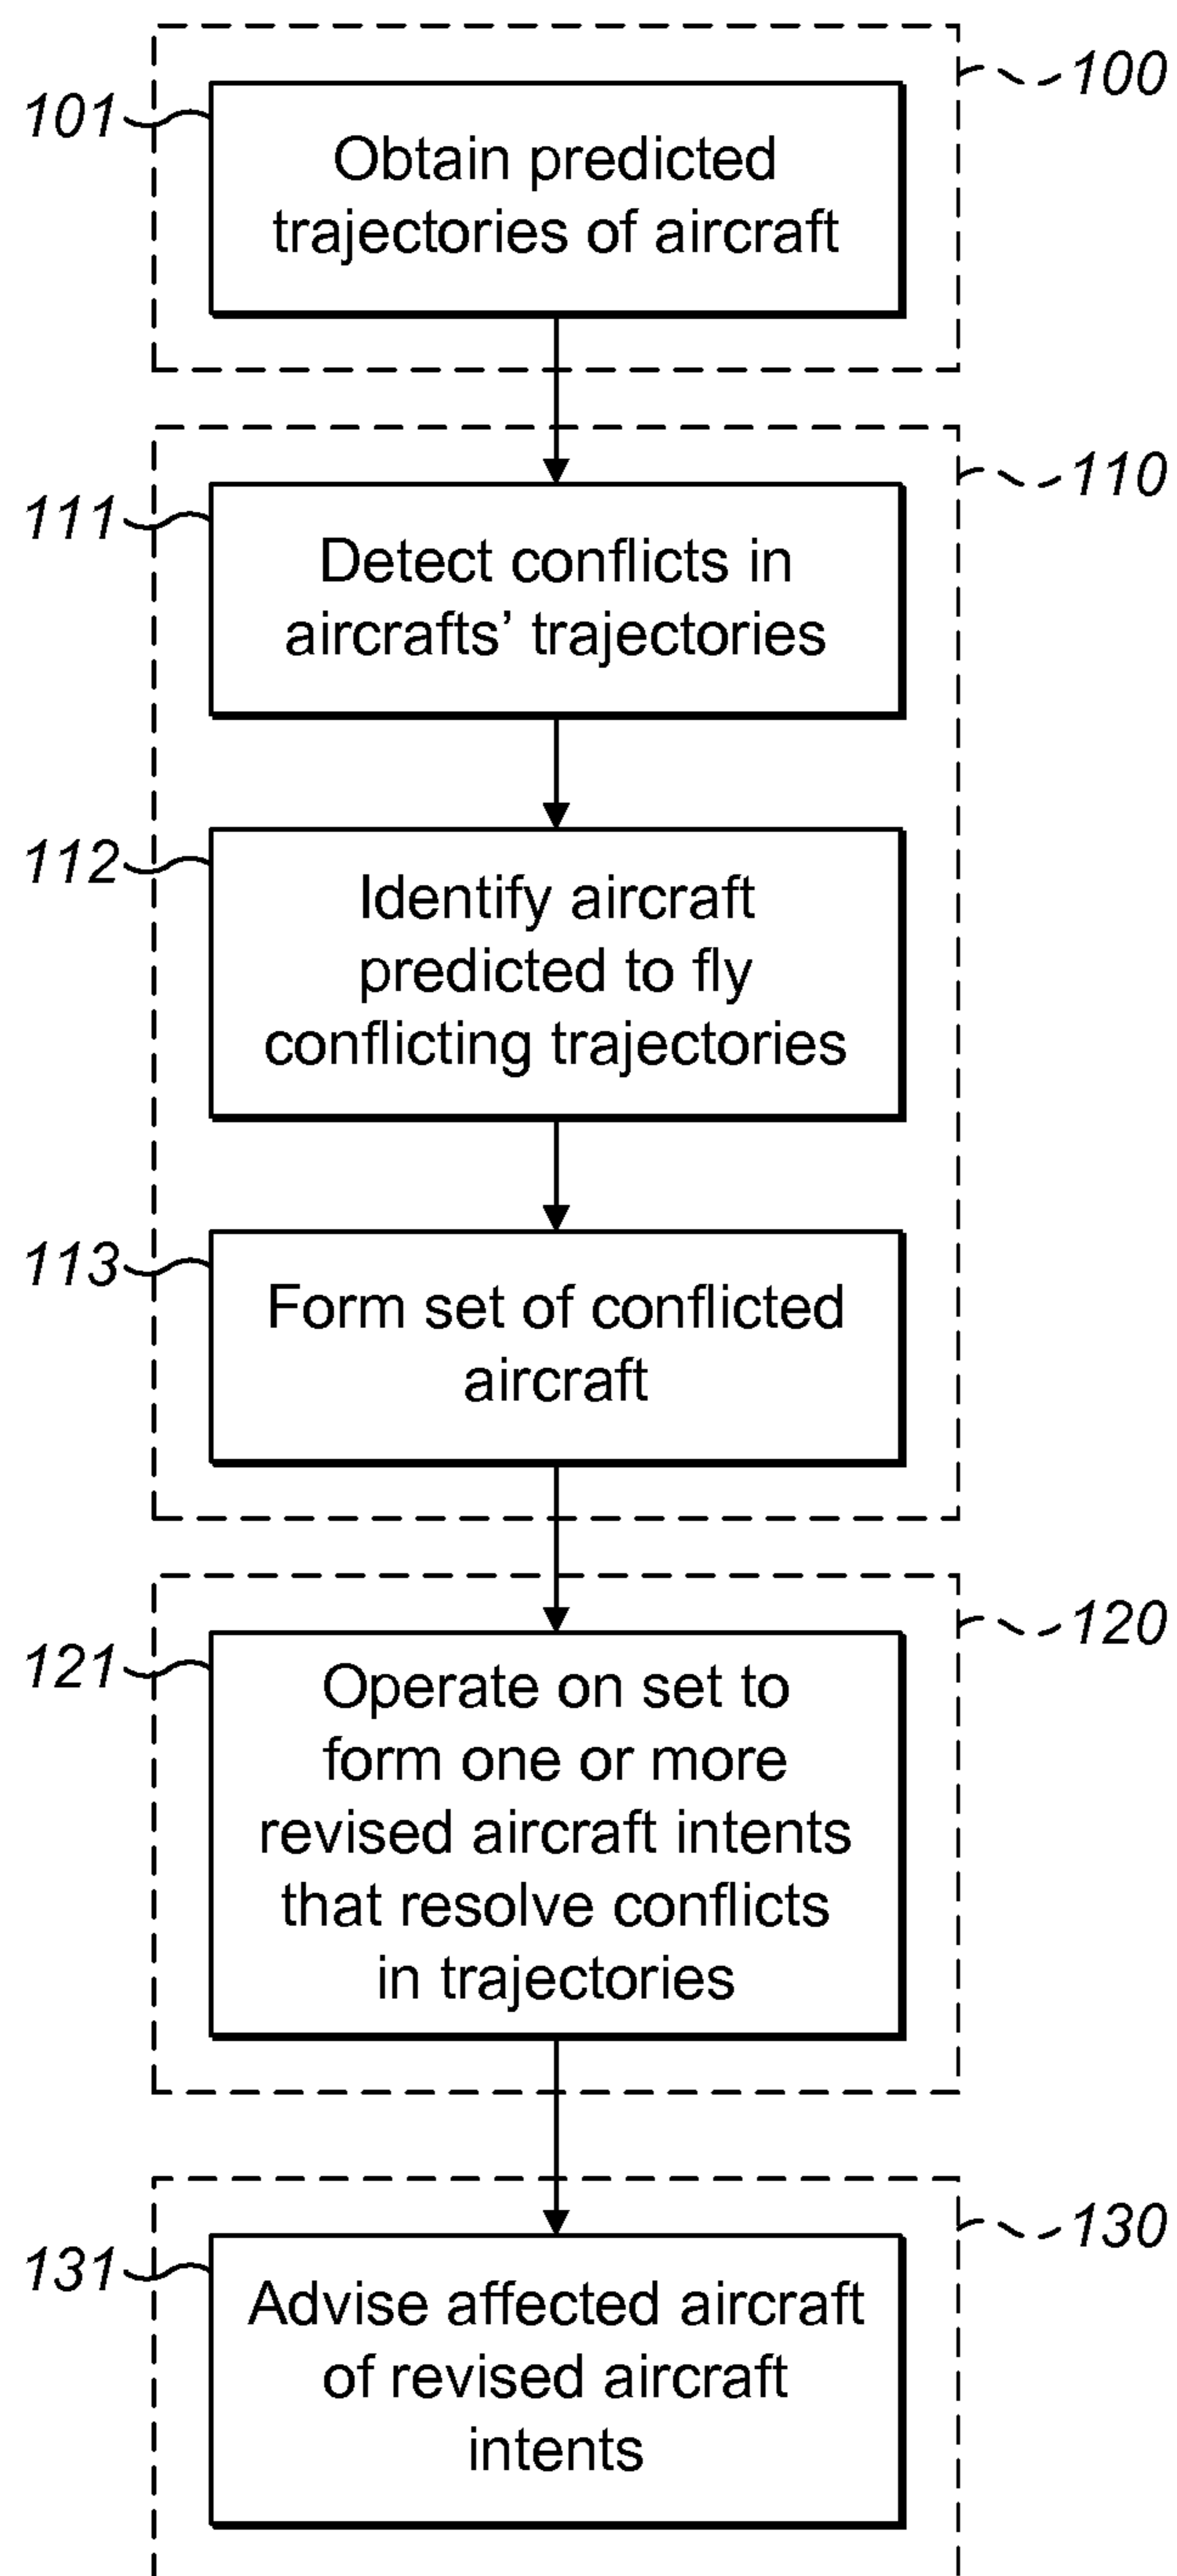 100
101
Obtain predicted
trajectories of aircraft
110
111
Detect conflicts in
aircrafts’ trajectories
112
Identify aircraft
predicted to fly
conflicting trajectories
113
Form set of conflicted
aircraft
120
121
Operate on set to
form one or more
revised aircraft intents
that resolve conflicts
in trajectories
130
131
Advise affected aircraft
of revised aircraft
intents